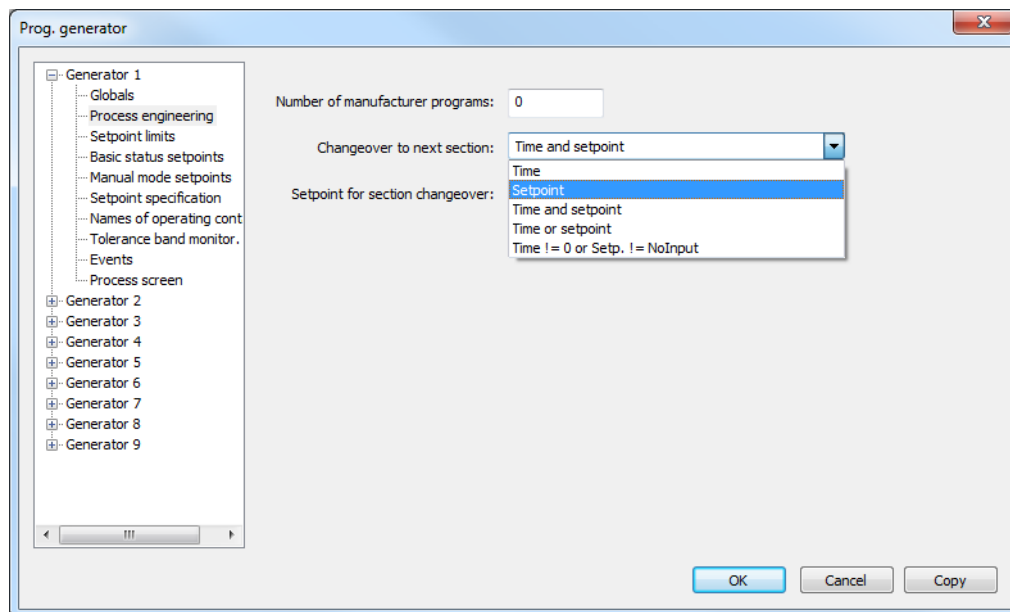 Prog. generator
Generator 1
Globals
Process engineering
Setpoint limits
Basic status setpoints
Manual mode setpoints
Setpoint specification
Names of operating cont
Tolerance band monitor.
Events
Process screen
Generator 2
Generator 3
Generator 4
Generator 5
Generator 6
Generator 7
Generator 8
Generator 9
Number of manufacturer programs: 0
Changeover to next section: Time and setpoint
Time
Setpoint for section changeover: Setpoint
Time and setpoint
Time or setpoint
Time != 0 or Setp. != NoInput
OK Cancel Copy